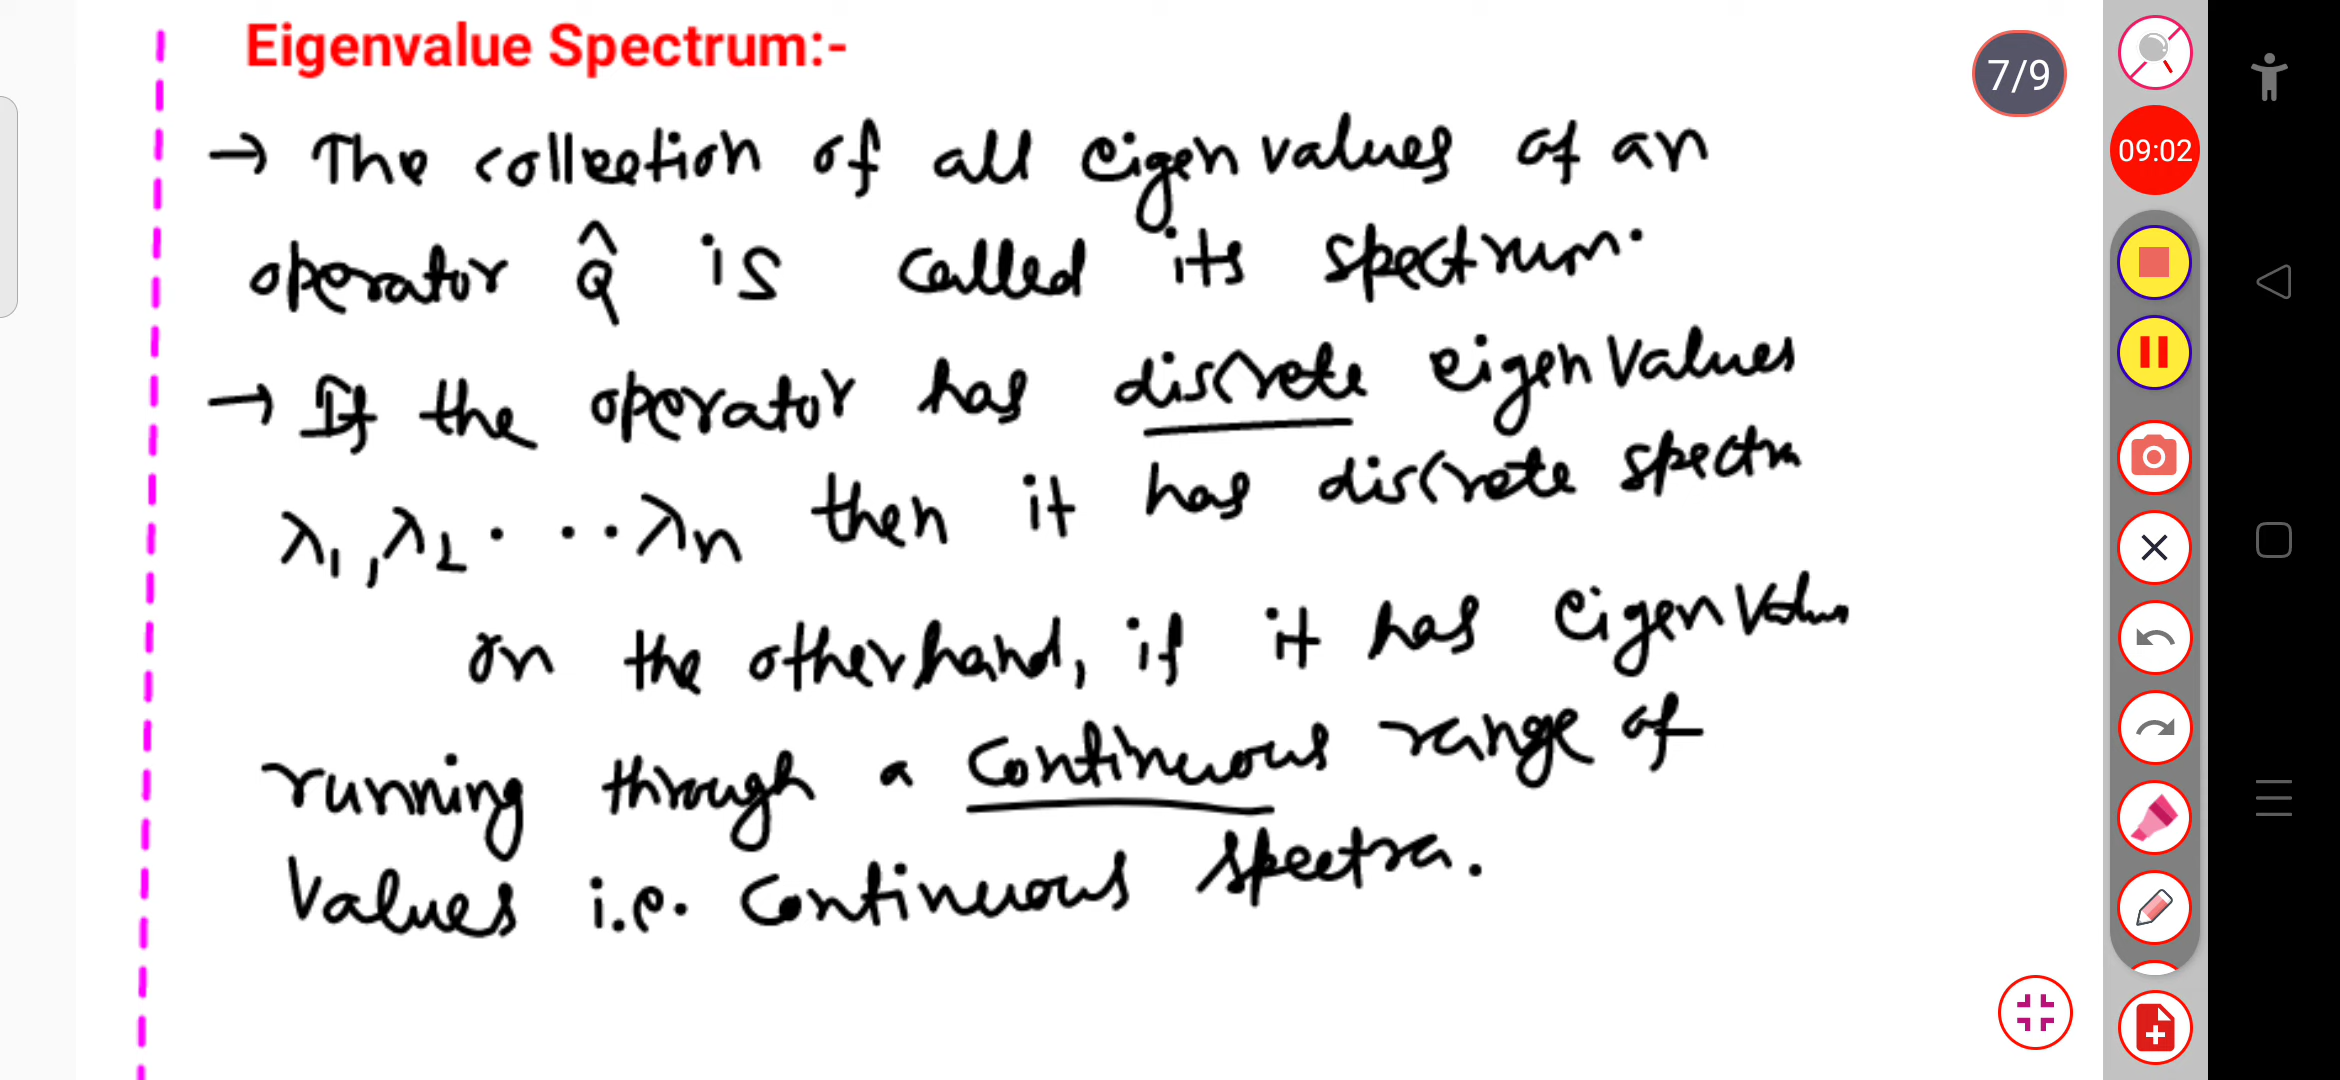 Eigenvalue Spectrum:-
7/9
09:02
→ The collection of all eigen values of an
operator Q̂ is called its spectrum.
→ If the operator has discrete eigen values
λ1, λ2 . . . λn then it has discrete spectra
on the other hand, if it has eigen values
running through a continuous range of
values i.e. continuous spectra.